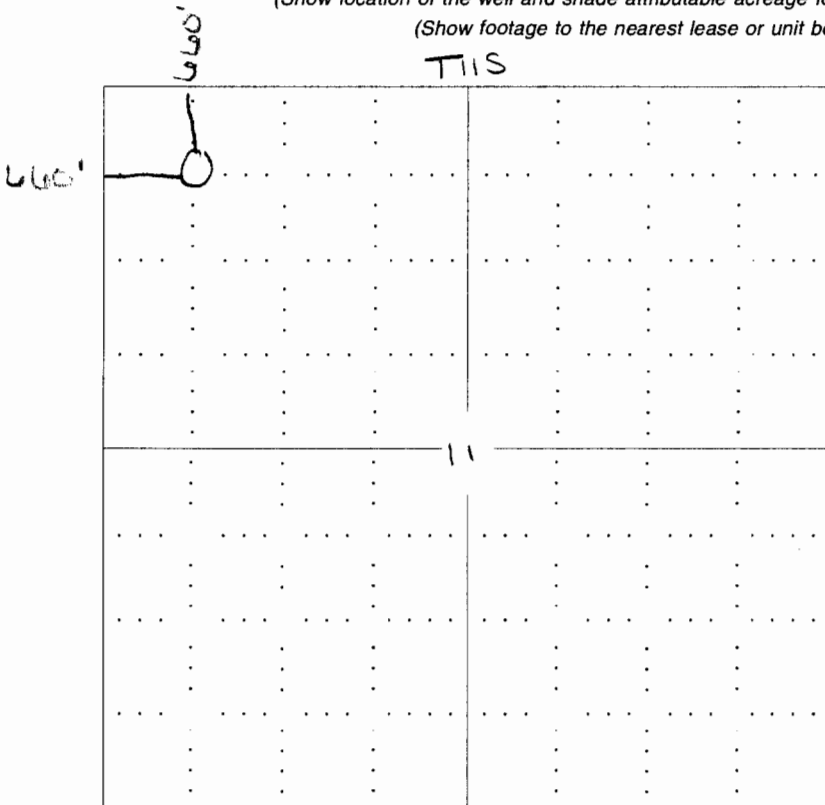 (Show location of the well and shade attributable acreage fo
(Show footage to the nearest lease or unit bo
660'
T11S
660'
11